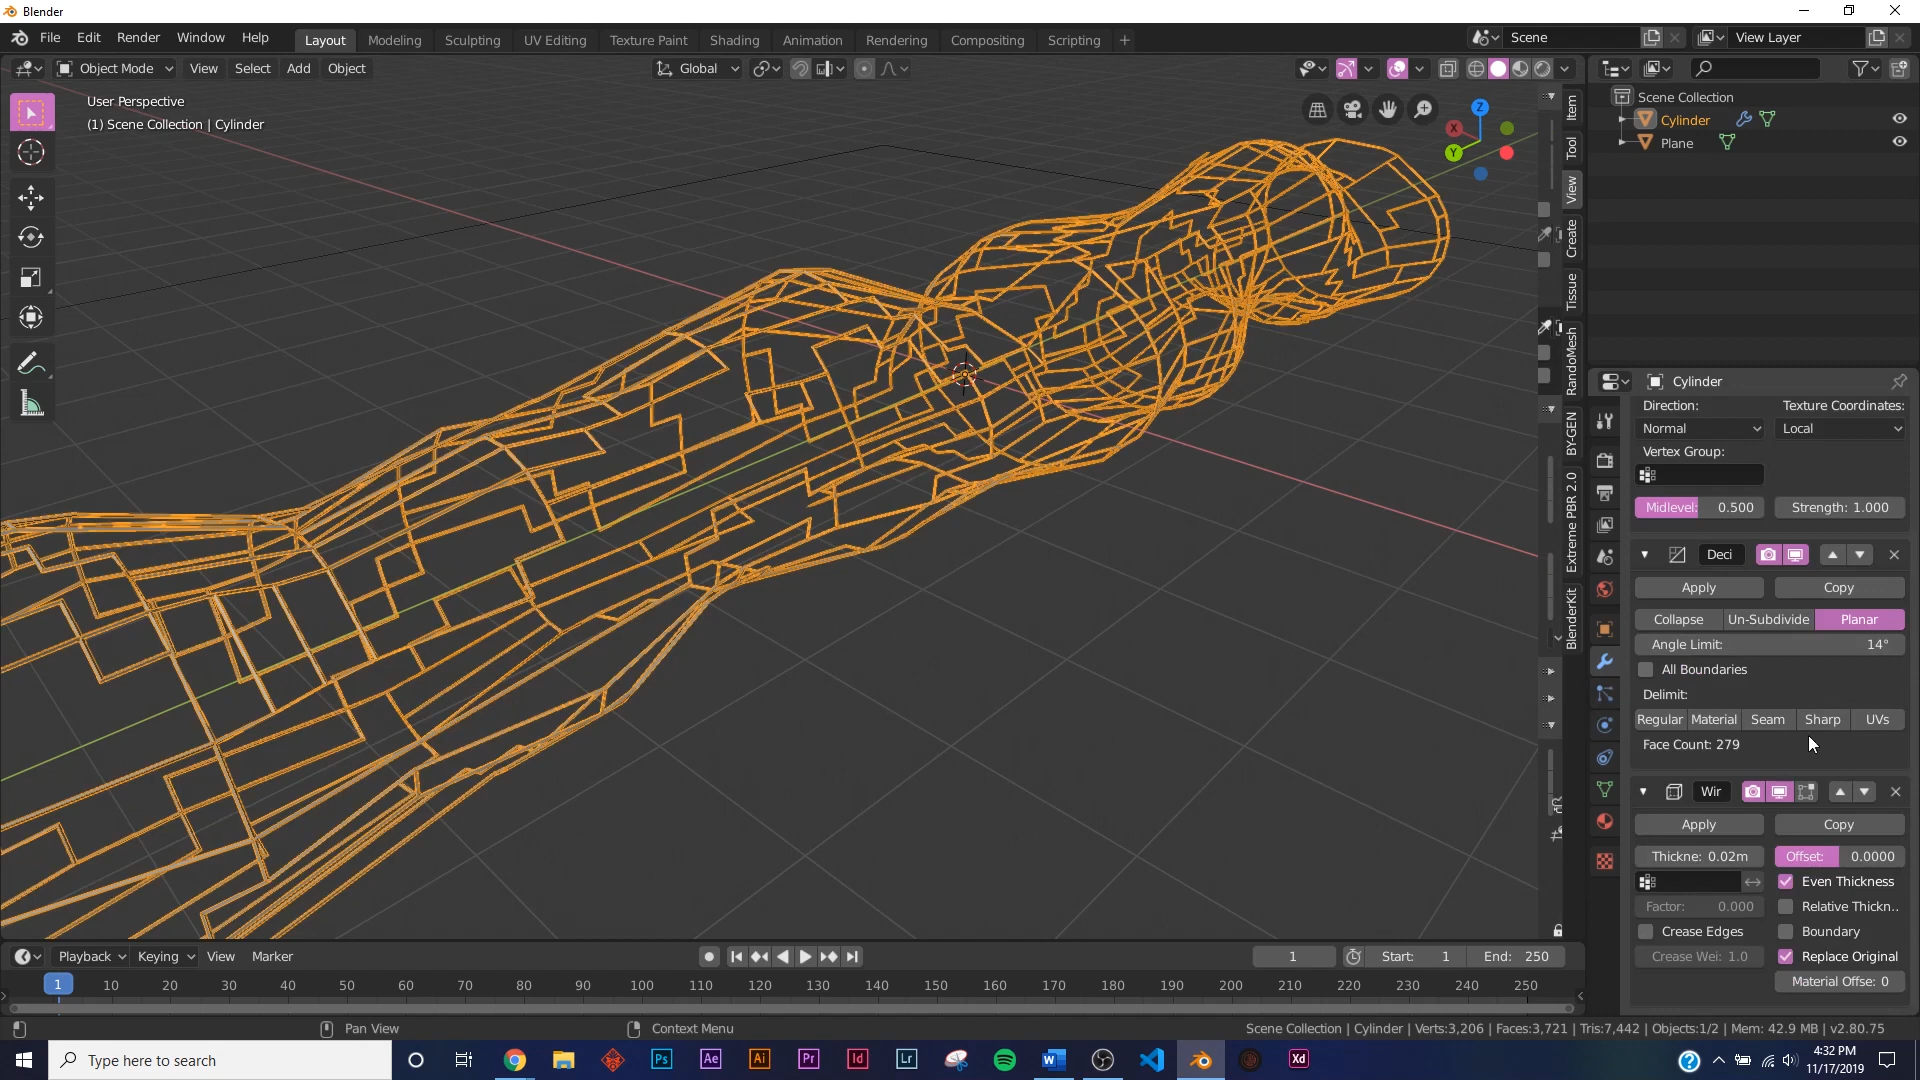 Blender
File Edit Render Window Help
Layout Modeling Sculpting UV Editing Texture Paint Shading Animation Rendering Compositing Scripting +
Scene
View Layer
Object Mode View Select Add Object
Global
User Perspective
(1) Scene Collection | Cylinder
Z
X
Y
Item
Tool
View
Create
Tissue
RandoMesh
BY-GEN
Extreme PBR 2.0
BlenderKit
Scene Collection
Cylinder
Plane
Cylinder
Direction: Texture Coordinates:
Normal Local
Vertex Group:
Midlevel: 0.500 Strength: 1.000
Deci
Apply Copy
Collapse Un-Subdivide Planar
Angle Limit: 14°
All Boundaries
Delimit:
Regular Material Seam Sharp UVs
Face Count: 279
Wir
Apply Copy
Thickne: 0.02m Offset: 0.0000
Even Thickness
Factor: 0.000 Relative Thickn..
Crease Edges Boundary
Crease Wei: 1.0 Replace Original
Material Offse: 0
Playback Keying View Marker
1 Start: 1 End: 250
1 10 20 30 40 50 60 70 80 90 100 110 120 130 140 150 160 170 180 190 200 210 220 230 240 250
Pan View Context Menu
Scene Collection | Cylinder | Verts:3,206 | Faces:3,721 | Tris:7,442 | Objects:1/2 | Mem: 42.9 MB | v2.80.75
Type here to search
Ps Ae Ai Pr Id Lr W Xd
4:32 PM
11/17/2019